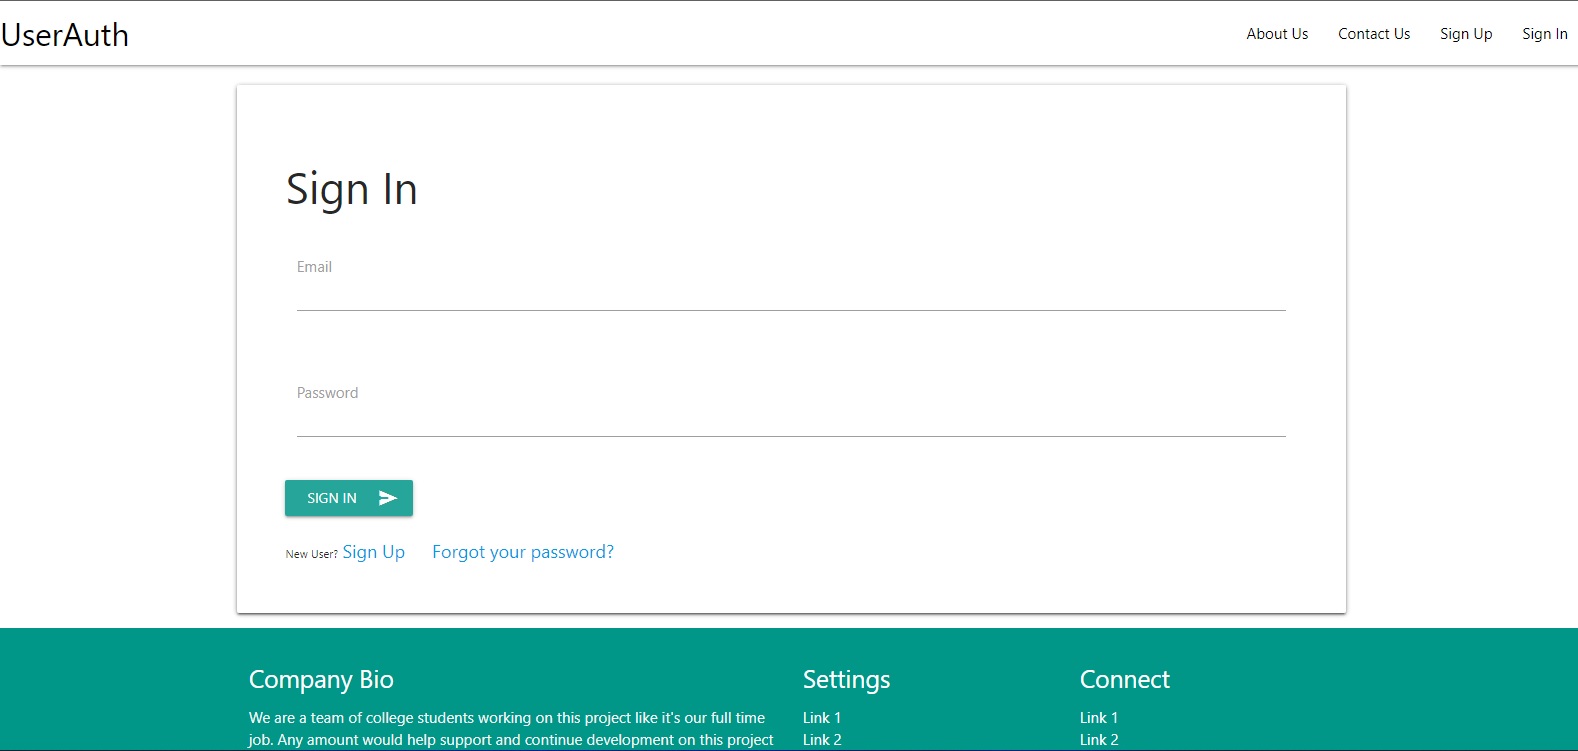 UserAuth
About Us
Contact Us
Sign Up
Sign In
Sign In
Email
Password
SIGN IN
New User? Sign Up
Forgot your password?
Company Bio
We are a team of college students working on this project like it's our full time
job. Any amount would help support and continue development on this project
Settings
Link 1
Link 2
Connect
Link 1
Link 2